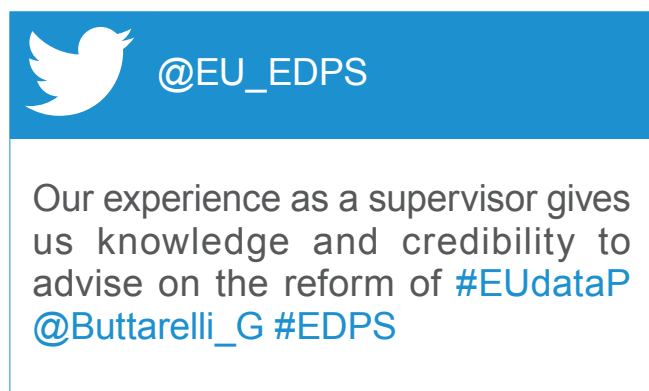 @EU_EDPS
Our experience as a supervisor gives
us knowledge and credibility to
advise on the reform of #EUdataP
@Buttarelli_G #EDPS